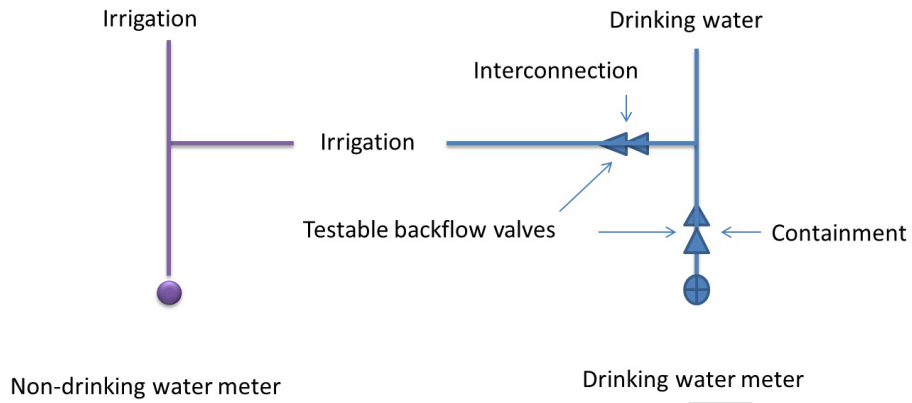 Irrigation
Drinking water
Interconnection
Irrigation
Testable backflow valves
Containment
Non-drinking water meter
Drinking water meter